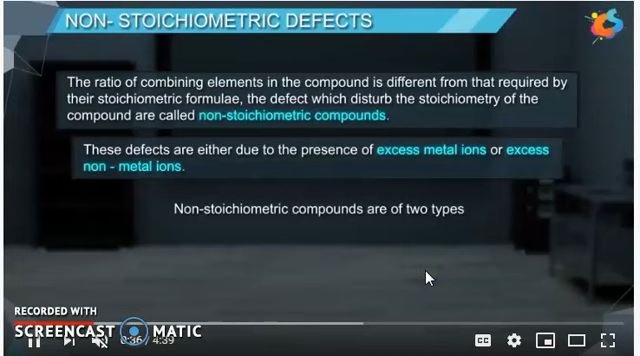 NON- STOICHIOMETRIC DEFECTS
The ratio of combining elements in the compound is different from that required by
their stoichiometric formulae, the defect which disturb the stoichiometry of the
compound are called non-stoichiometric compounds.
These defects are either due to the presence of excess metal ions or excess
non - metal ions.
Non-stoichiometric compounds are of two types
RECORDED WITH
SCREENCAST MATIC
0:36 / 4:39
CC